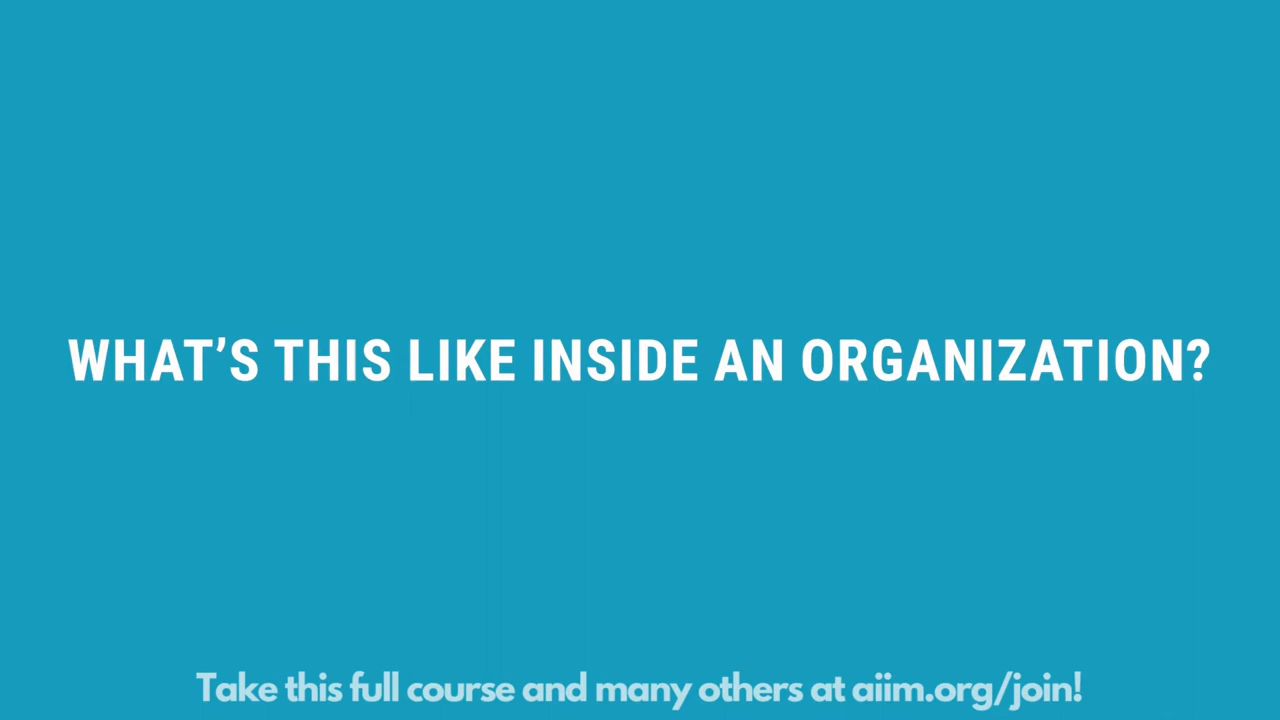 WHAT’S THIS LIKE INSIDE AN ORGANIZATION?
Take this full course and many others at aiim.org/join!